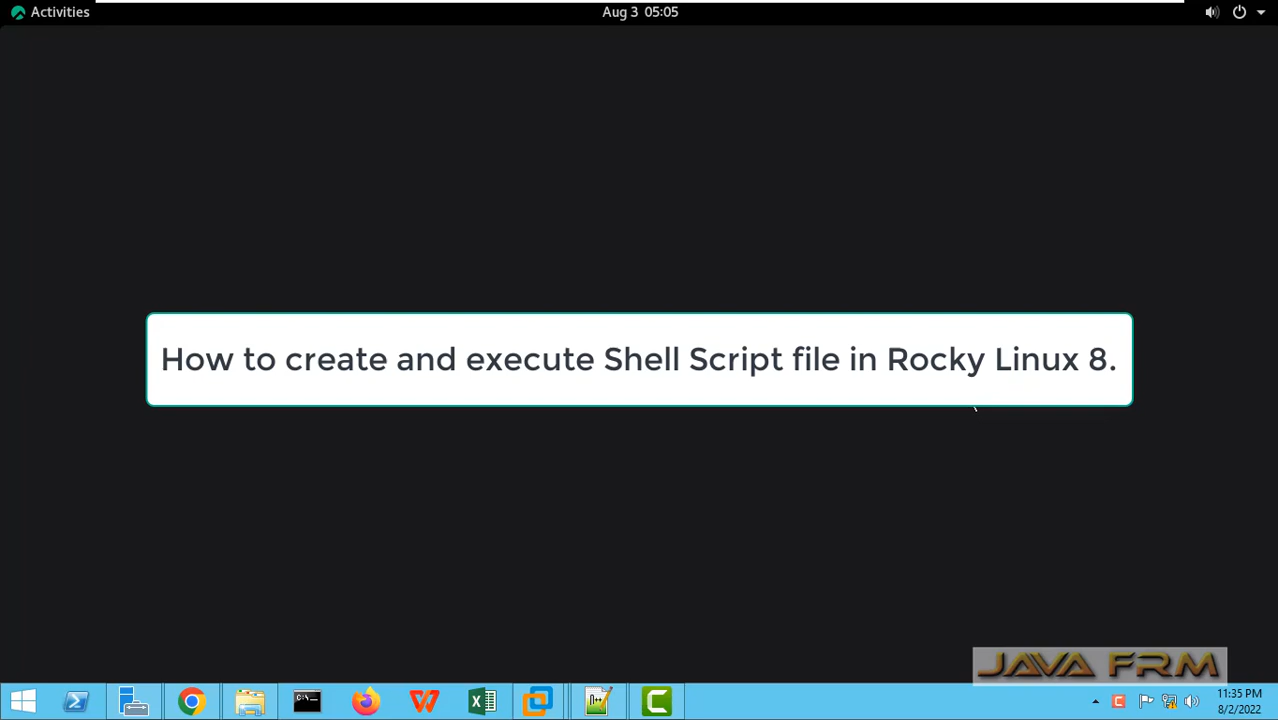 Activities
Aug 3 05:05
How to create and execute Shell Script file in Rocky Linux 8.
JAVA FRM
11:35 PM
8/2/2022